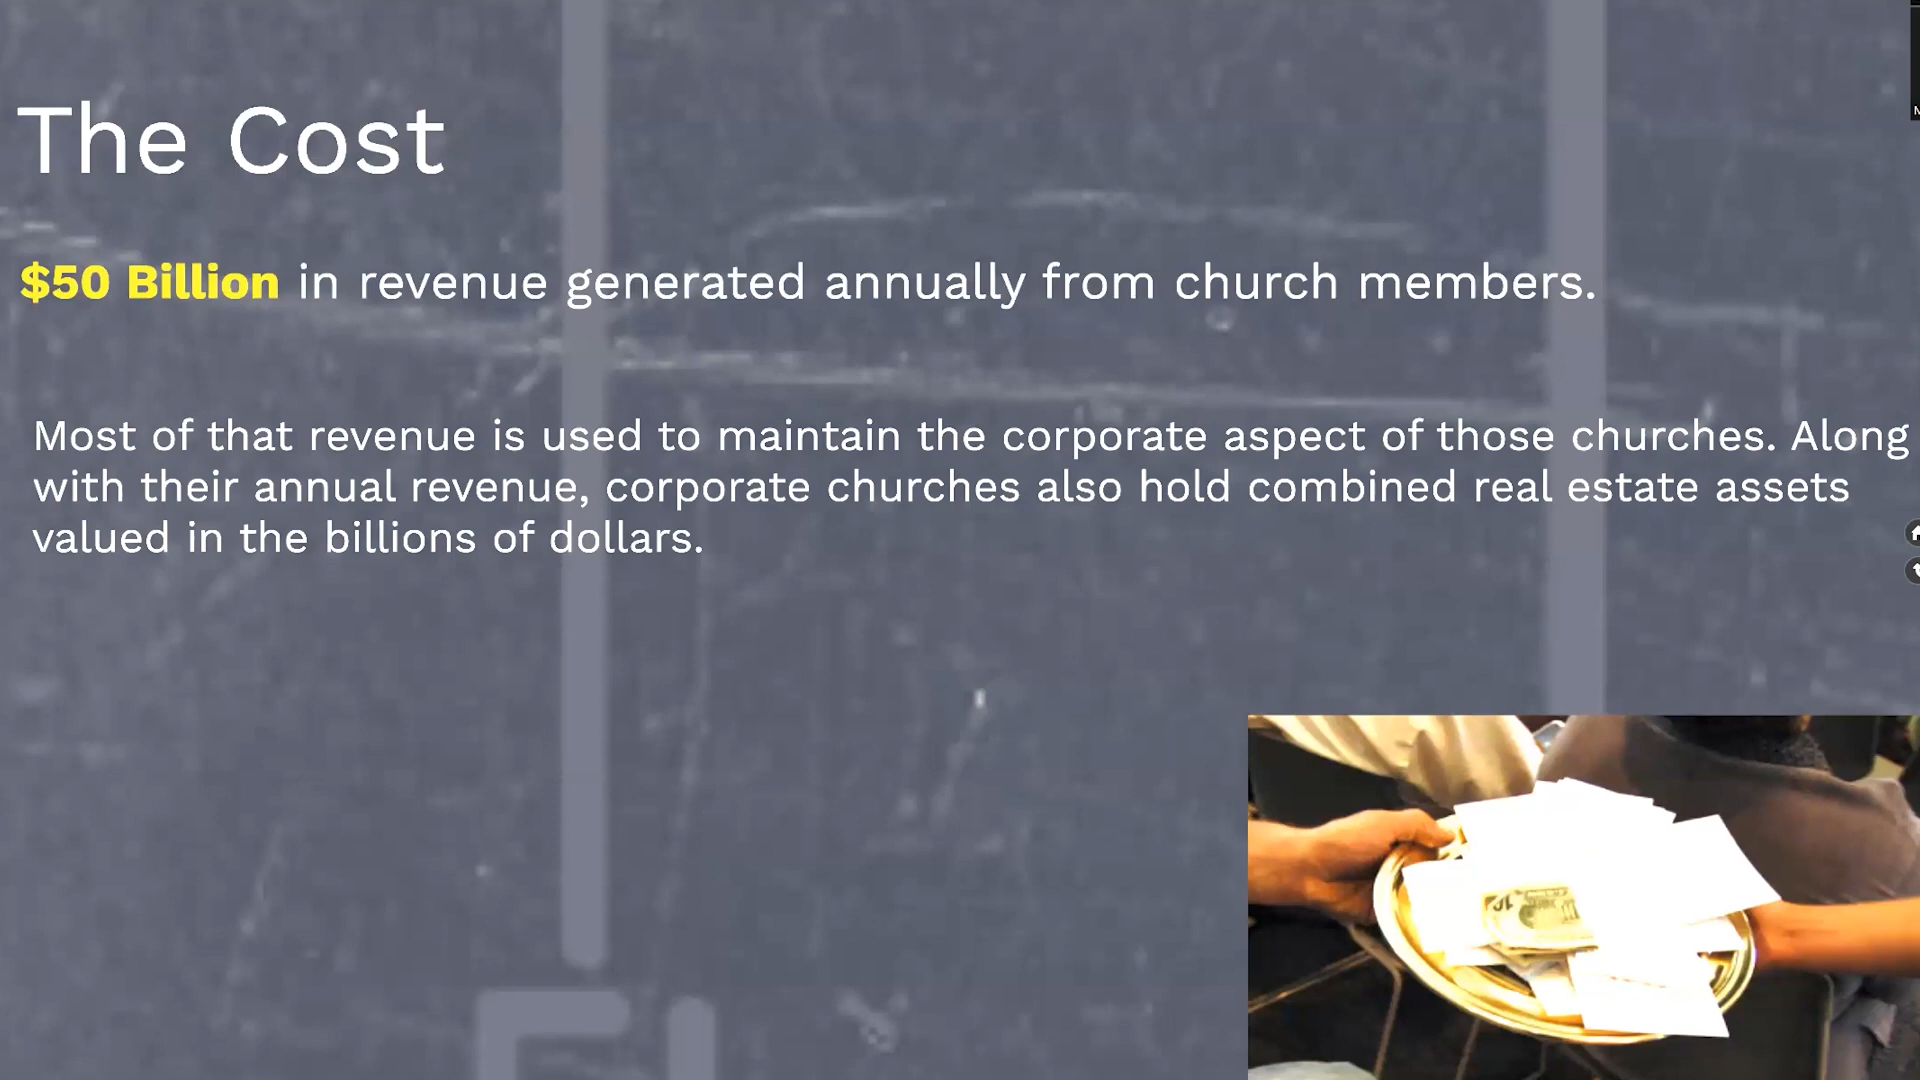 The Cost
$50 Billion in revenue generated annually from church members.
Most of that revenue is used to maintain the corporate aspect of those churches. Along
with their annual revenue, corporate churches also hold combined real estate assets
valued in the billions of dollars.
10